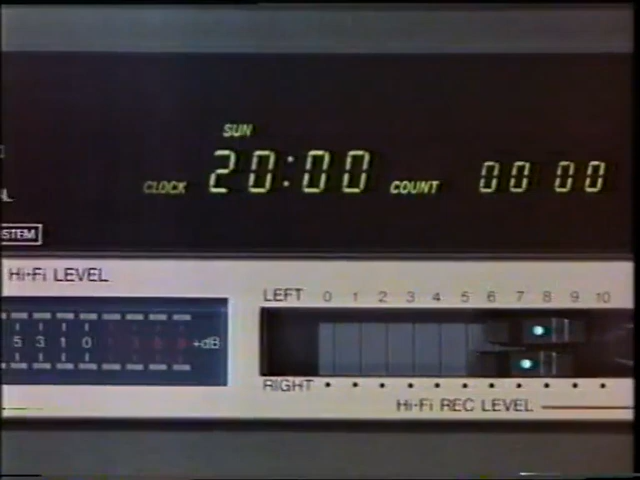 SUN
CLOCK 20:00 COUNT 00 00
STEM
Hi-Fi LEVEL
LEFT 0 1 2 3 4 5 6 7 8 9 10
5 3 1 0 +dB
RIGHT
Hi-Fi REC LEVEL